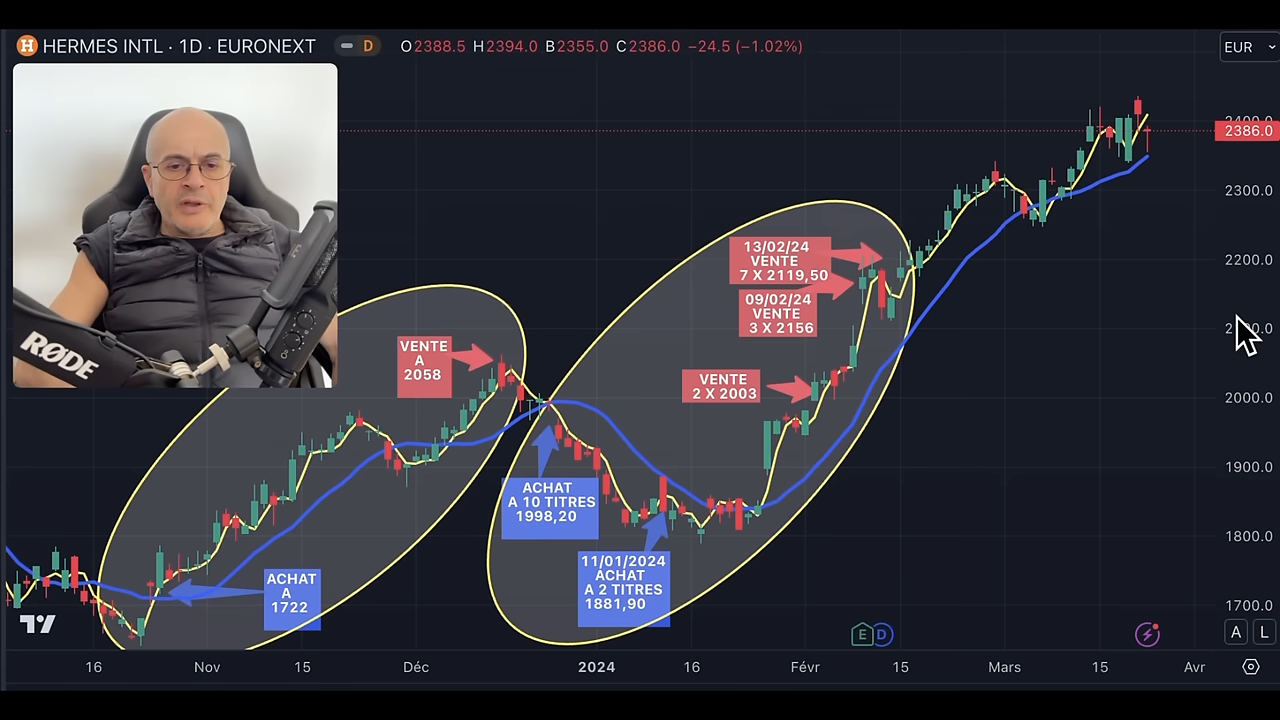 H HERMES INTL · 1D · EURONEXT D O2388.5 H2394.0 B2355.0 C2386.0 −24.5 (−1.02%)
EUR
RØDE
13/02/24
VENTE
7 X 2119,50
09/02/24
VENTE
3 X 2156
VENTE
A
2058
VENTE
2 X 2003
ACHAT
A 10 TITRES
1998,20
11/01/2024
ACHAT
A 2 TITRES
1881,90
ACHAT
A
1722
2400.0
2386.0
2300.0
2200.0
2000.0
1900.0
1800.0
1700.0
E D
A L
16 Nov 15 Déc 2024 16 Févr 15 Mars 15 Avr